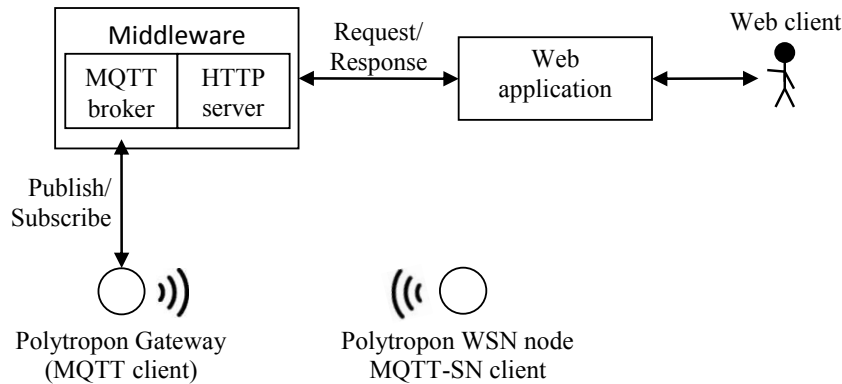 Web client
Middleware
MQTT
broker
HTTP
server
Request/
Response
Web
application
Publish/
Subscribe
Polytropon Gateway
(MQTT client)
Polytropon WSN node
MQTT-SN client